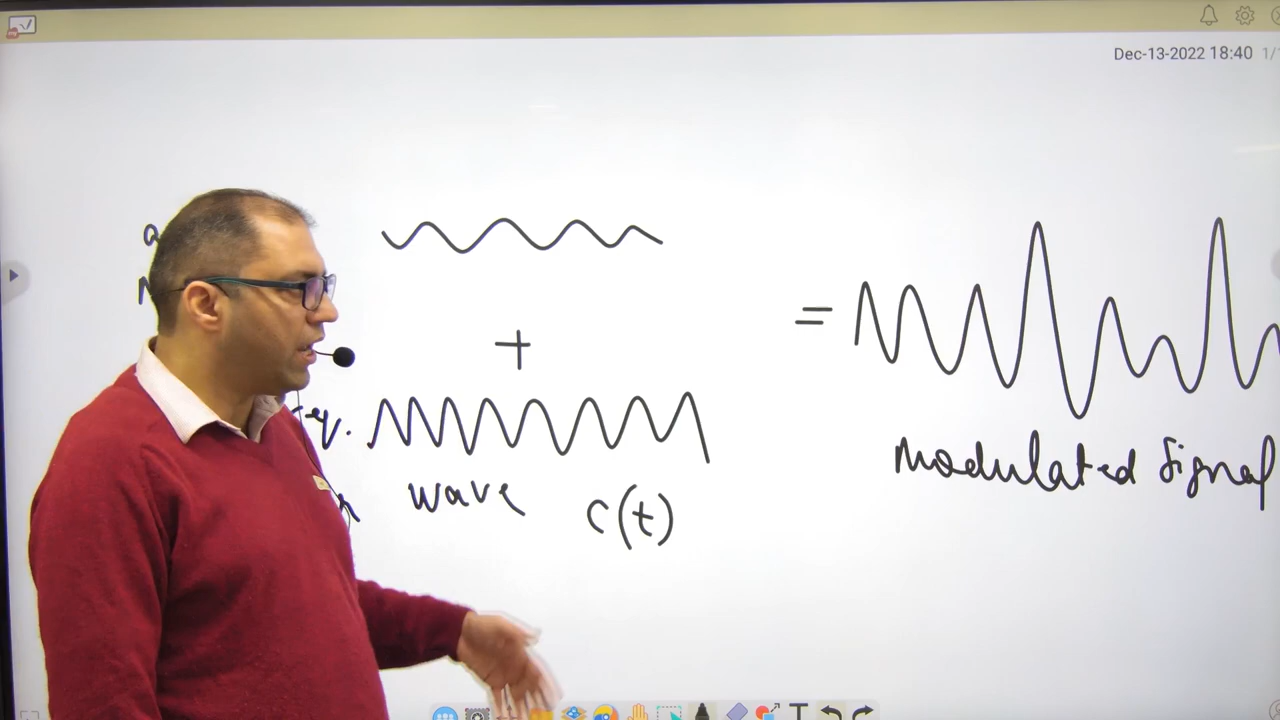 Dec-13-2022 18:40
+
=
wave c(t)
modulated signal